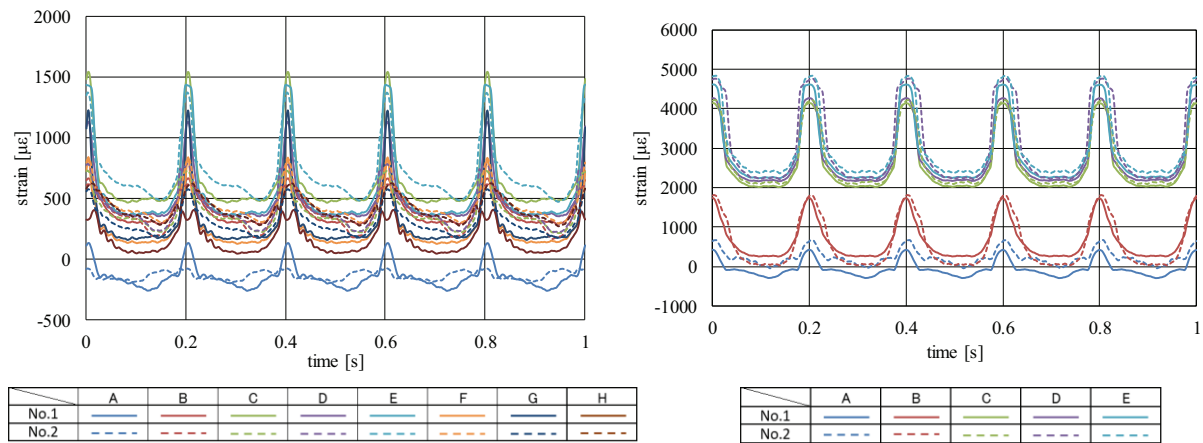 2000
1500
1000
500
0
-500
strain [με]
0 0.2 0.4 0.6 0.8 1
time [s]
A B C D E F G H
No.1
No.2
6000
5000
4000
3000
2000
1000
0
-1000
strain [με]
0 0.2 0.4 0.6 0.8 1
time [s]
A B C D E
No.1
No.2